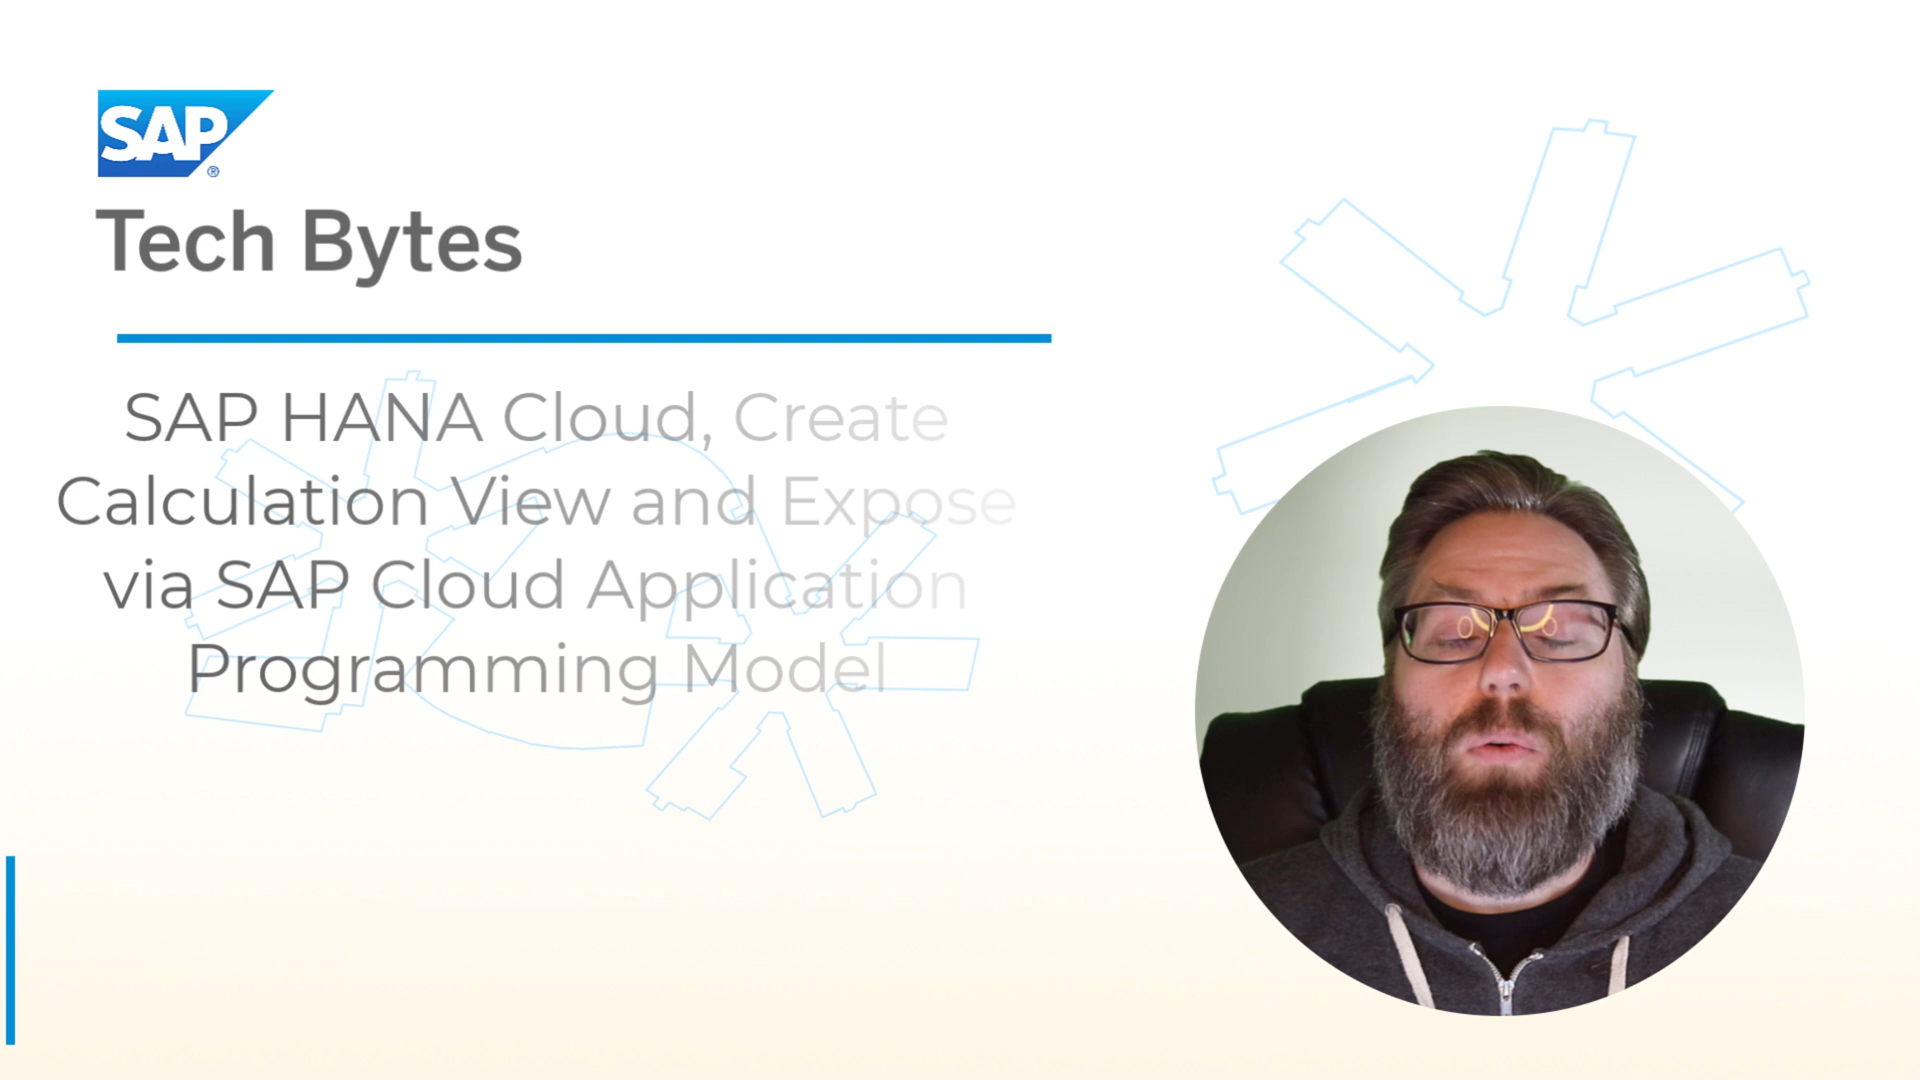 SAP
®
Tech Bytes
SAP HANA Cloud, Create
Calculation View and Expose
via SAP Cloud Application
Programming Model